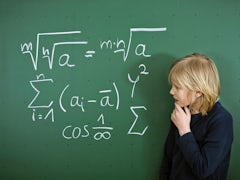 ᵐ√ⁿ√a = ᵐ·ⁿ√a
n
∑ (aᵢ - a̅) y²
i=1
cos 1/∞ ∑